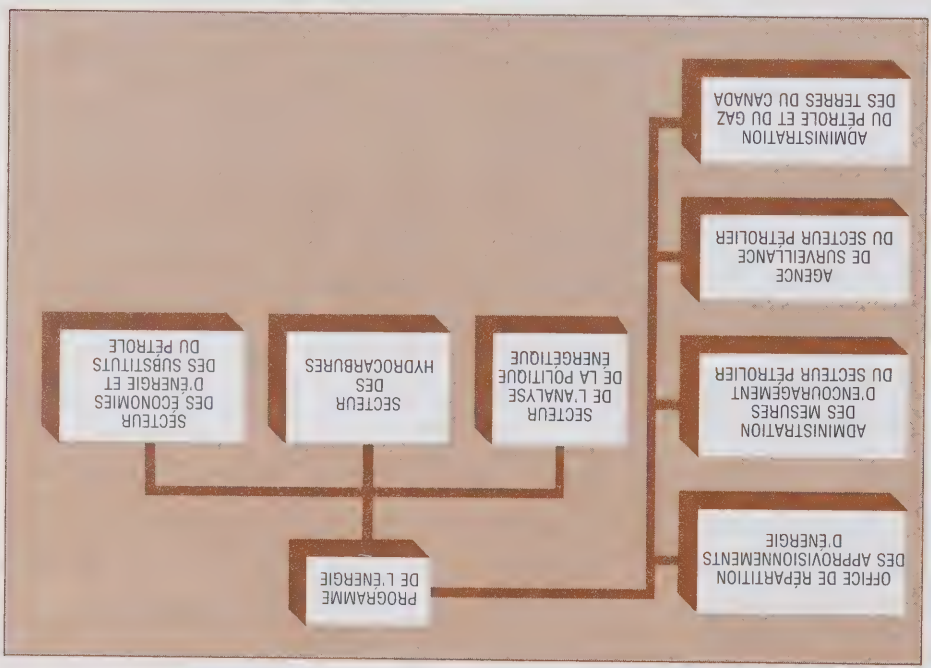 PROGRAMME
DE L'ÉNERGIE
SECTEUR
DE L'ANALYSE
DE LA POLITIQUE
ÉNERGÉTIQUE
SECTEUR
DES
HYDROCARBURES
SECTEUR
DES ÉCONOMIES
D'ÉNERGIE ET
DES SUBSTITUTS
DU PÉTROLE
OFFICE DE RÉPARTITION
DES APPROVISIONNEMENTS
D'ÉNERGIE
ADMINISTRATION
DES MESURES
D'ENCOURAGEMENT
DU SECTEUR PÉTROLIER
AGENCE
DE SURVEILLANCE
DU SECTEUR PÉTROLIER
ADMINISTRATION
DU PÉTROLE ET DU GAZ
DES TERRES DU CANADA